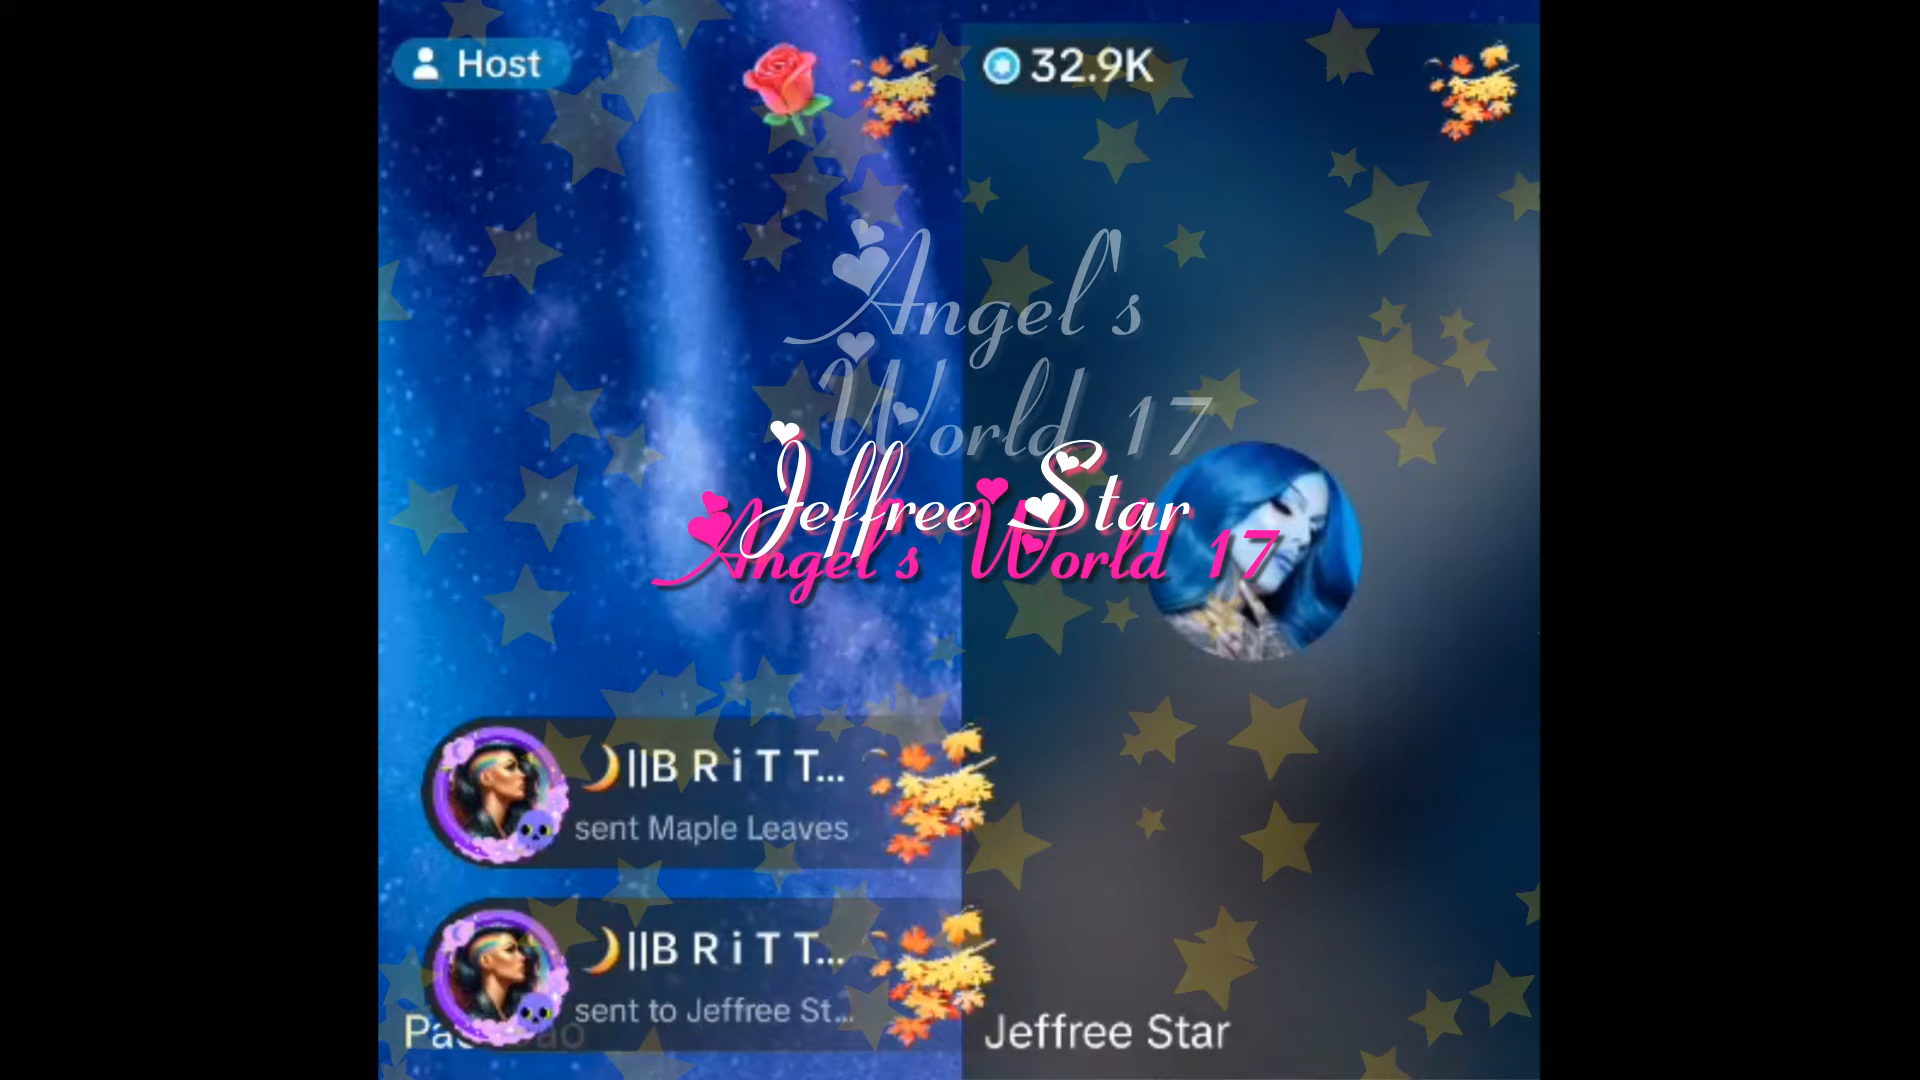 Host
32.9K
Angel's
World 17
Jeffree Star
Angel's World 17
||B R i T T...
sent Maple Leaves
||B R i T T...
sent to Jeffree St...
Jeffree Star